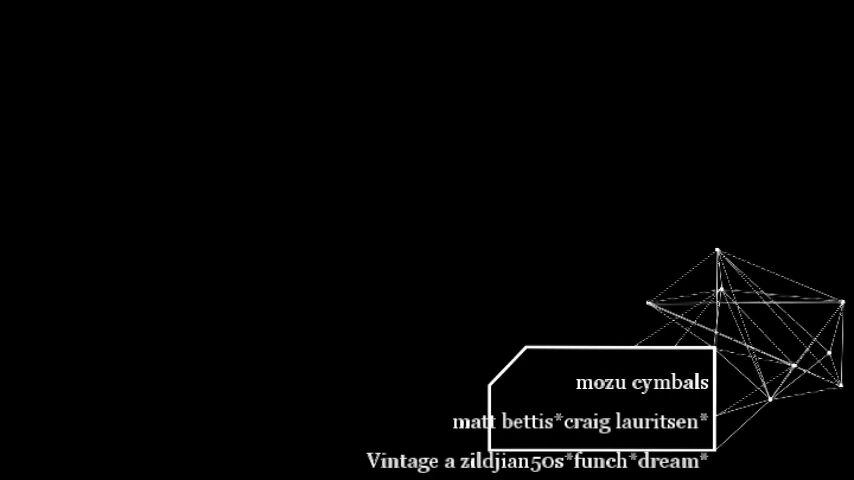 mozu cymbals
matt bettis*craig lauritsen*
Vintage a zildjian50s*funch*dream*